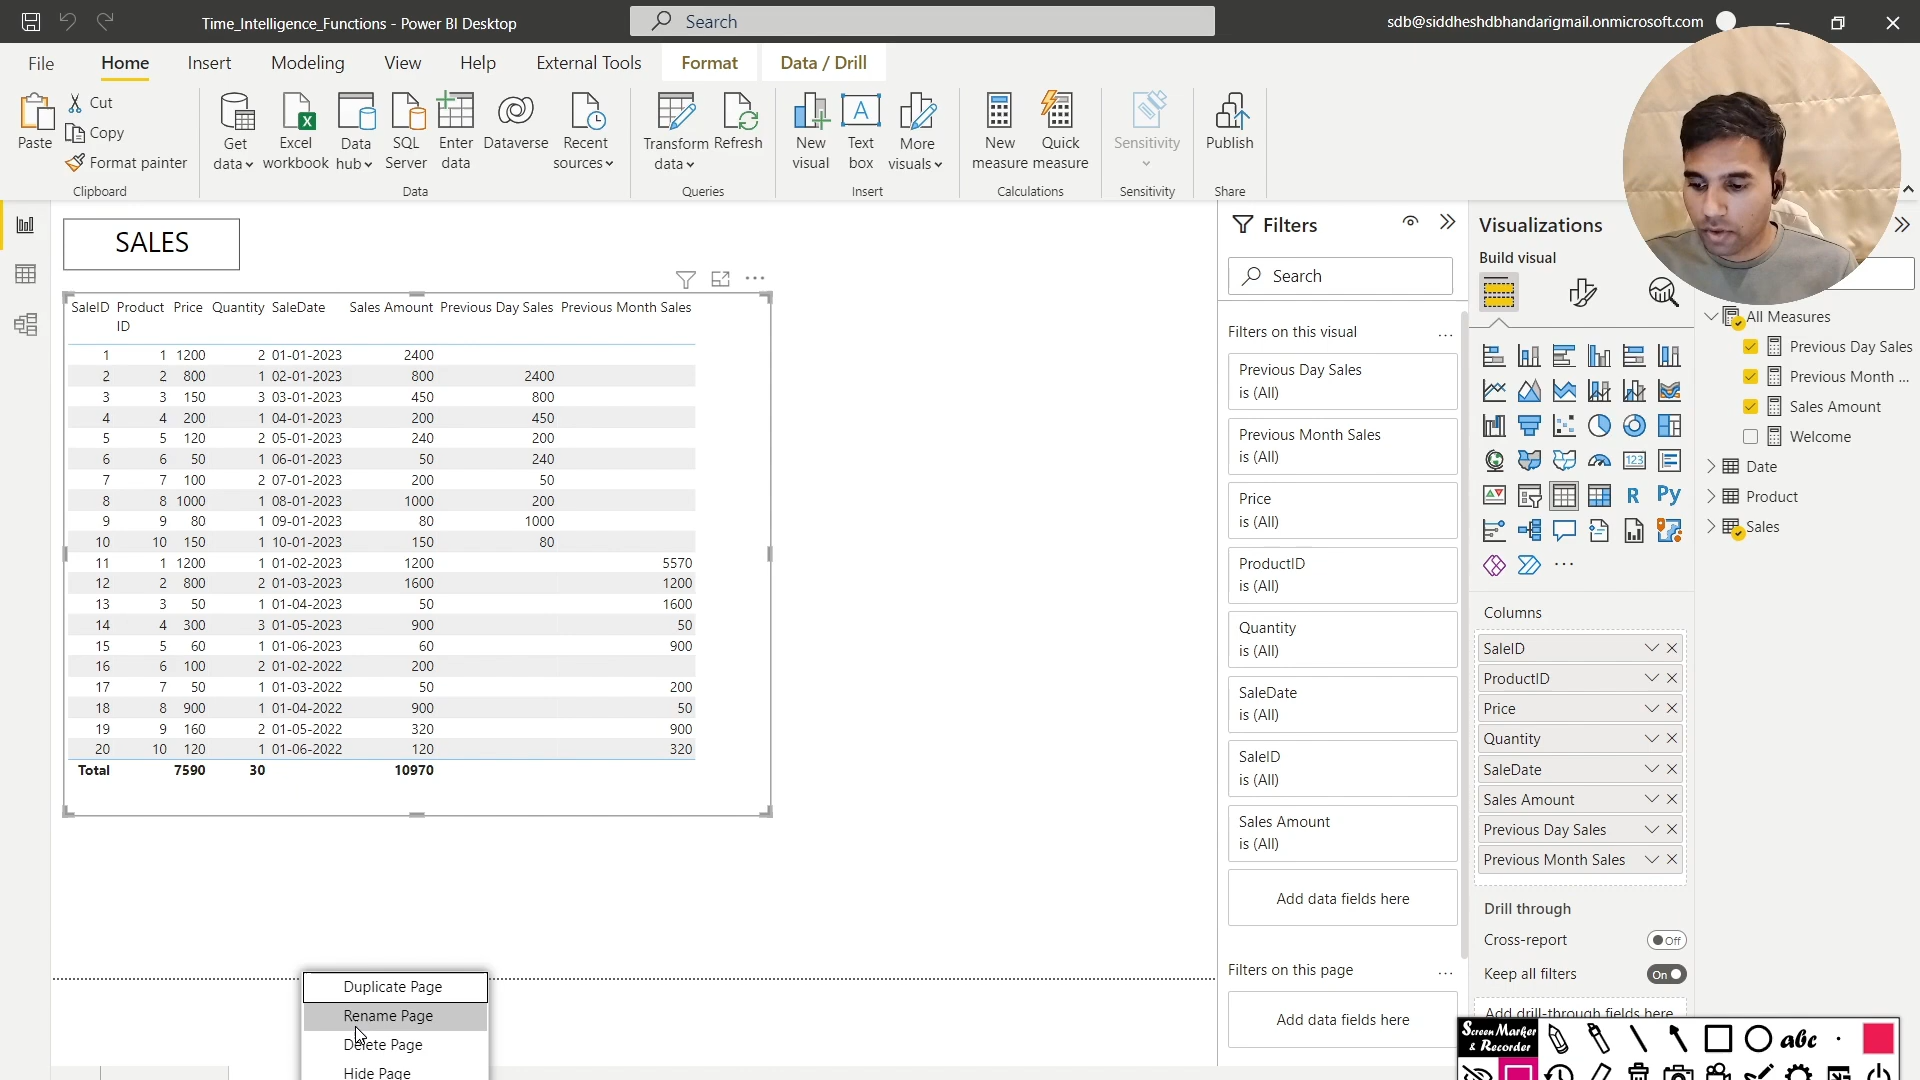 Time_Intelligence_Functions - Power BI Desktop
Search
sdb@siddheshdbhandarigmail.onmicrosoft.com
File
Home
Insert
Modeling
View
Help
External Tools
Format
Data / Drill
Paste
Cut
Copy
Format painter
Get data
Excel workbook
Data hub
SQL Server
Enter data
Dataverse
Recent sources
Transform data
Refresh
New visual
Text box
More visuals
New measure
Quick measure
Sensitivity
Publish
Clipboard
Data
Queries
Insert
Calculations
Sensitivity
Share
SALES
SaleID Product ID Price Quantity SaleDate Sales Amount Previous Day Sales Previous Month Sales
1 1 1200 2 01-01-2023 2400
2 2 800 1 02-01-2023 800 2400
3 3 150 3 03-01-2023 450 800
4 4 200 1 04-01-2023 200 450
5 5 120 2 05-01-2023 240 200
6 6 50 1 06-01-2023 50 240
7 7 100 2 07-01-2023 200 50
8 8 1000 1 08-01-2023 1000 200
9 9 80 1 09-01-2023 80 1000
10 10 150 1 10-01-2023 150 80
11 1 1200 1 01-02-2023 1200 5570
12 2 800 2 01-03-2023 1600 1200
13 3 50 1 01-04-2023 50 1600
14 4 300 3 01-05-2023 900 50
15 5 60 1 01-06-2023 60 900
16 6 100 2 01-02-2022 200
17 7 50 1 01-03-2022 50 200
18 8 900 1 01-04-2022 900 50
19 9 160 2 01-05-2022 320 900
20 10 120 1 01-06-2022 120 320
Total 7590 30 10970
Duplicate Page
Rename Page
Delete Page
Hide Page
Filters
Search
Filters on this visual
...
Previous Day Sales
is (All)
Previous Month Sales
is (All)
Price
is (All)
ProductID
is (All)
Quantity
is (All)
SaleDate
is (All)
SaleID
is (All)
Sales Amount
is (All)
Add data fields here
Filters on this page
...
Add data fields here
Visualizations
Build visual
123
R
Py
...
Columns
SaleID
ProductID
Price
Quantity
SaleDate
Sales Amount
Previous Day Sales
Previous Month Sales
Drill through
Cross-report
Off
Keep all filters
On
Add drill-through fields here
All Measures
Previous Day Sales
Previous Month ...
Sales Amount
Welcome
Date
Product
Sales
Screen Marker
& Recorder
abc